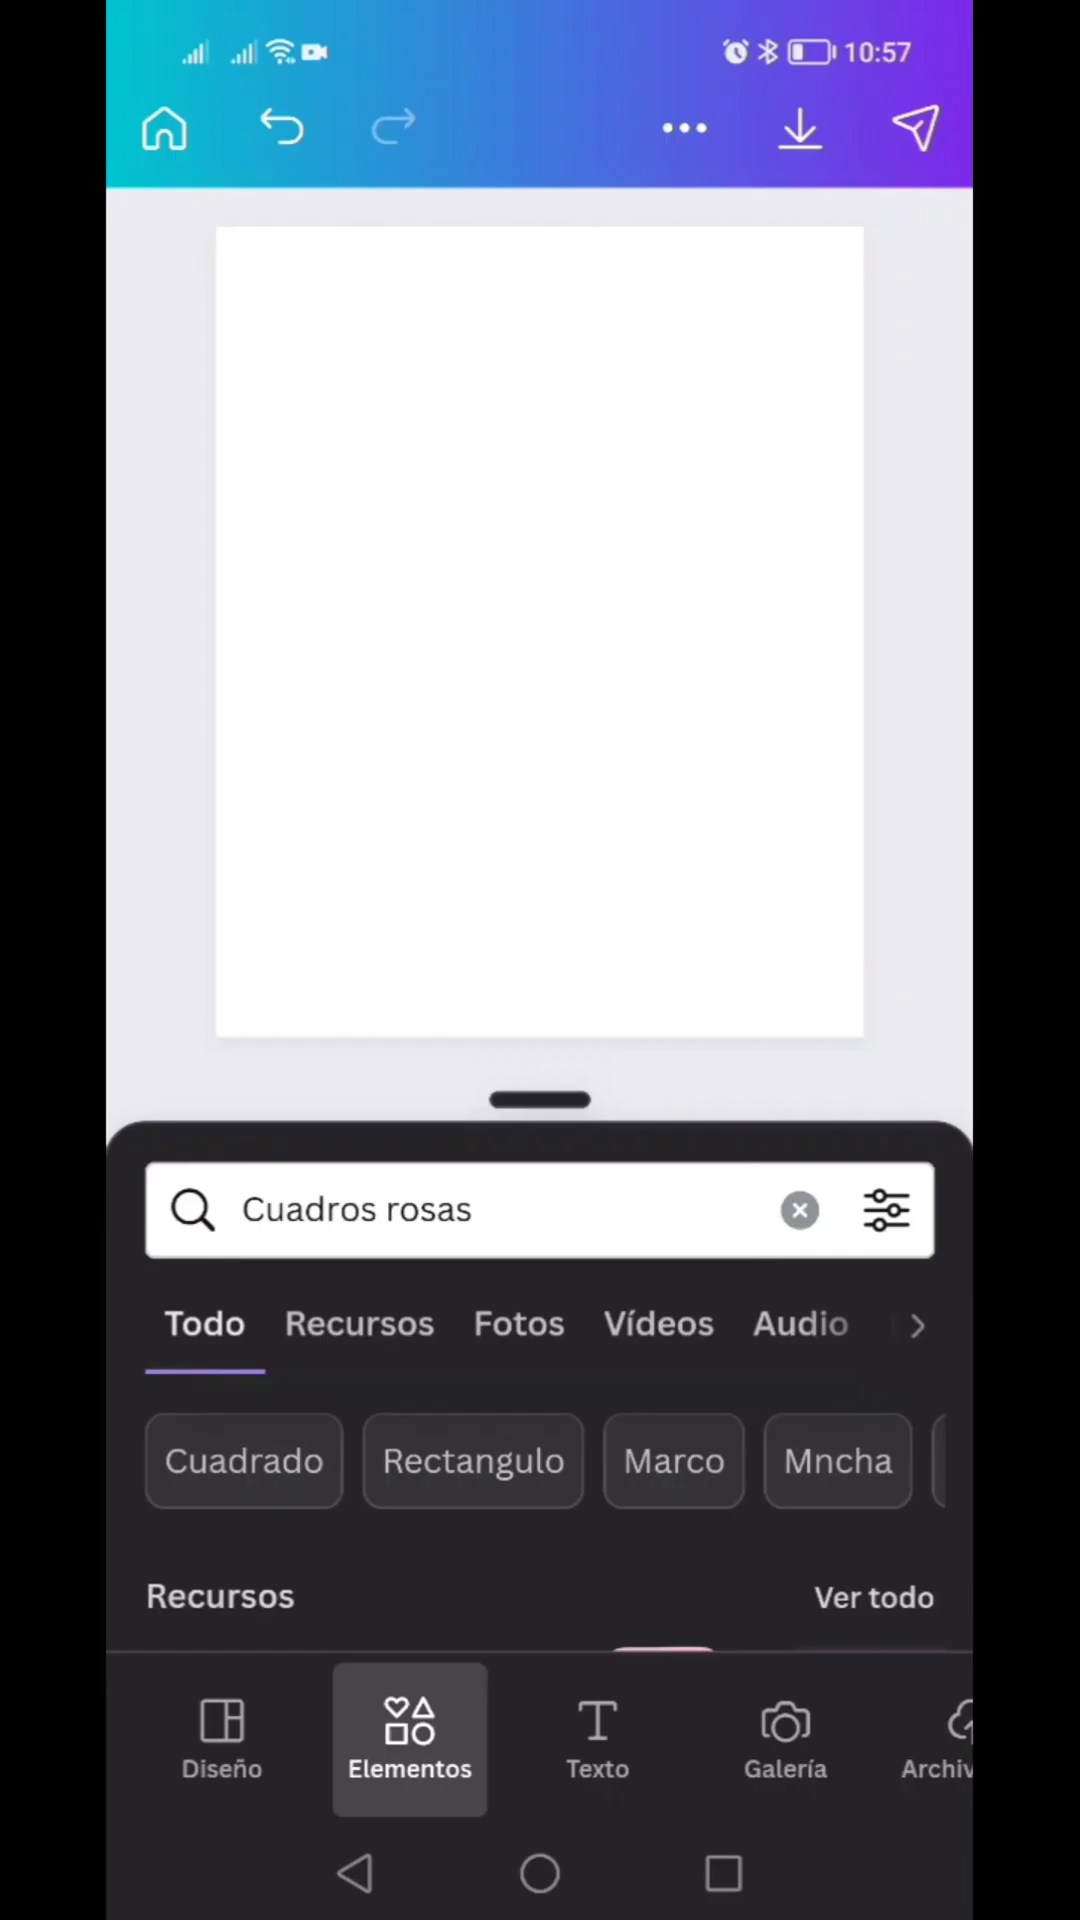 10:57
Cuadros rosas
Todo Recursos Fotos Vídeos Audio
Cuadrado Rectangulo Marco Mncha
Recursos Ver todo
Diseño Elementos Texto Galería Archiv